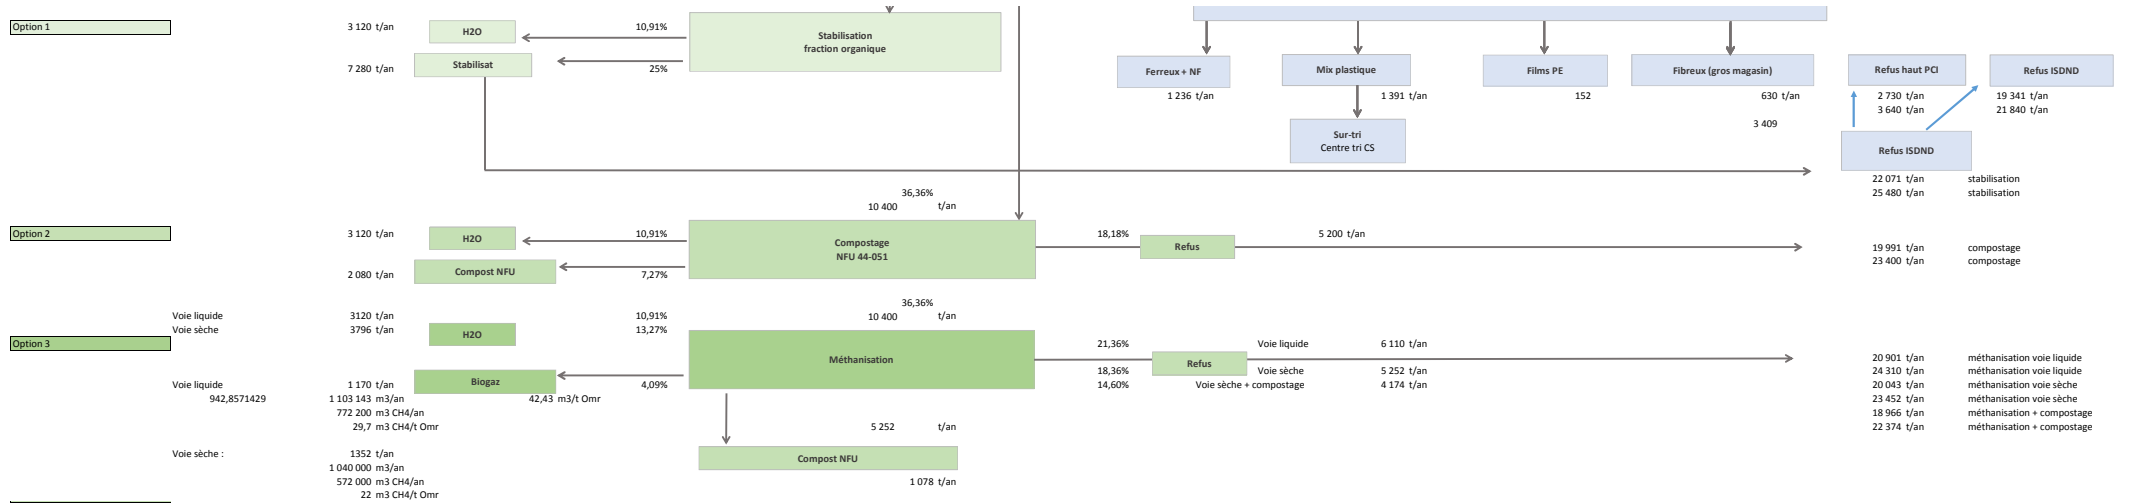 Option 1
3 120 t/an
H2O
10,91%
Stabilisation
fraction organique
Stabilisat
7 280 t/an
25%
Ferreux + NF
Mix plastique
Films PE
Fibreux (gros magasin)
Refus haut PCI
Refus ISDND
1 236 t/an
1 391 t/an
152
630 t/an
2 730 t/an
19 341 t/an
3 640 t/an
21 840 t/an
3 409
Sur-tri
Centre tri CS
Refus ISDND
22 071 t/an stabilisation
25 480 t/an stabilisation
36,36%
10 400 t/an
Option 2
3 120 t/an
H2O
10,91%
Compostage
NFU 44-051
18,18%
Refus
5 200 t/an
19 991 t/an compostage
23 400 t/an compostage
2 080 t/an
Compost NFU
7,27%
36,36%
10 400 t/an
Voie liquide 3120 t/an 10,91%
Voie sèche 3796 t/an 13,27%
H2O
Option 3
Méthanisation
21,36% Voie liquide 6 110 t/an
Refus
18,36% Voie sèche 5 252 t/an
14,60% Voie sèche + compostage 4 174 t/an
20 901 t/an méthanisation voie liquide
24 310 t/an méthanisation voie liquide
20 043 t/an méthanisation voie sèche
23 452 t/an méthanisation voie sèche
18 966 t/an méthanisation + compostage
22 374 t/an méthanisation + compostage
Biogaz
Voie liquide 1 170 t/an 4,09%
942,8571429 1 103 143 m3/an 42,43 m3/t Omr
772 200 m3 CH4/an
29,7 m3 CH4/t Omr
5 252 t/an
Voie sèche : 1352 t/an
Compost NFU
1 040 000 m3/an
572 000 m3 CH4/an
1 078 t/an
22 m3 CH4/t Omr